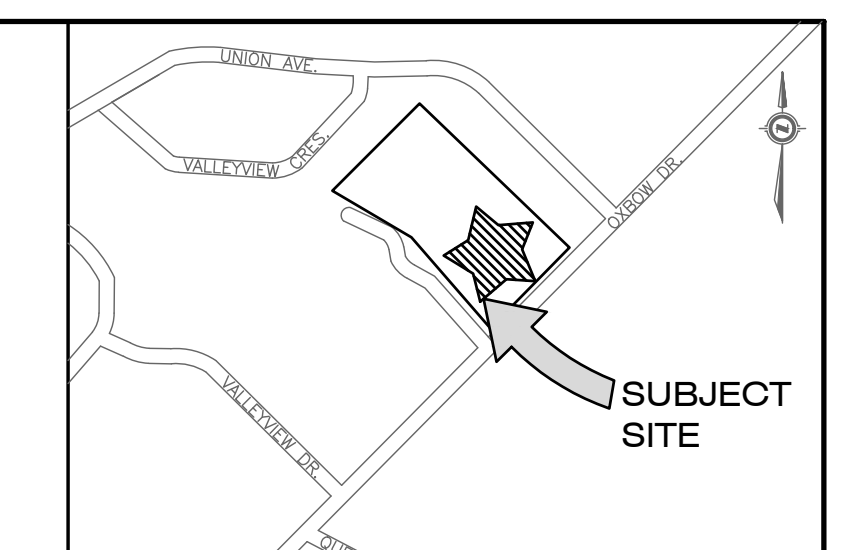 UNION AVE.
VALLEYVIEW CRES.
OXBOW DR.
SUBJECT
SITE
VALLEYVIEW DR.